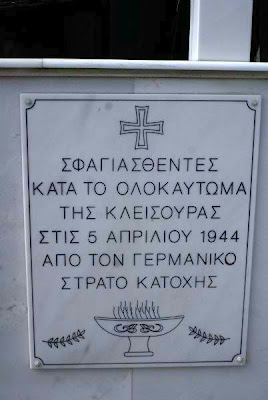 ΣΦΑΓΙΑΣΘΕΝΤΕΣ
ΚΑΤΑ ΤΟ ΟΛΟΚΑΥΤΩΜΑ
ΤΗΣ ΚΛΕΙΣΟΥΡΑΣ
ΣΤΙΣ 5 ΑΠΡΙΛΙΟΥ 1944
ΑΠΟ ΤΟΝ ΓΕΡΜΑΝΙΚΟ
ΣΤΡΑΤΟ ΚΑΤΟΧΗΣ